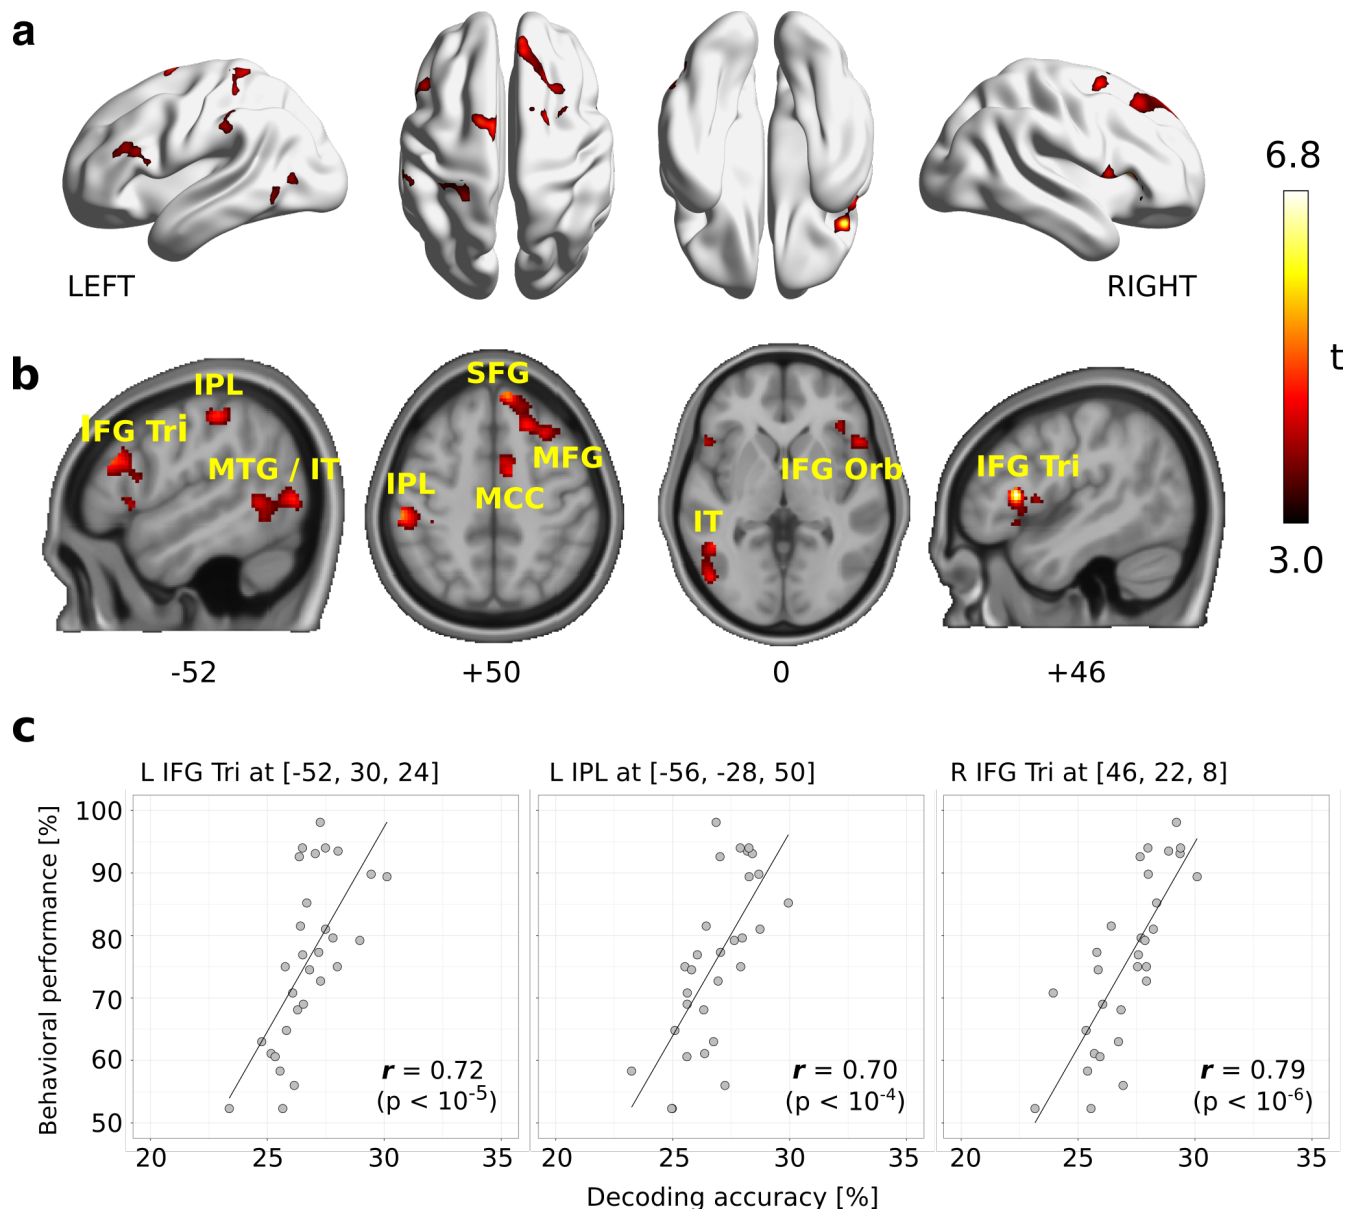 a
LEFT
RIGHT
6.8
t
3.0
b
IPL
IFG Tri
MTG / IT
SFG
MFG
MCC
IPL
IFG Orb
IT
IFG Tri
-52
+50
0
+46
c
L IFG Tri at [-52, 30, 24]
L IPL at [-56, -28, 50]
R IFG Tri at [46, 22, 8]
Behavioral performance [%]
100
90
80
70
60
50
r = 0.72
(p < 10^-5)
r = 0.70
(p < 10^-4)
r = 0.79
(p < 10^-6)
20 25 30 35
20 25 30 35
20 25 30 35
Decoding accuracy [%]